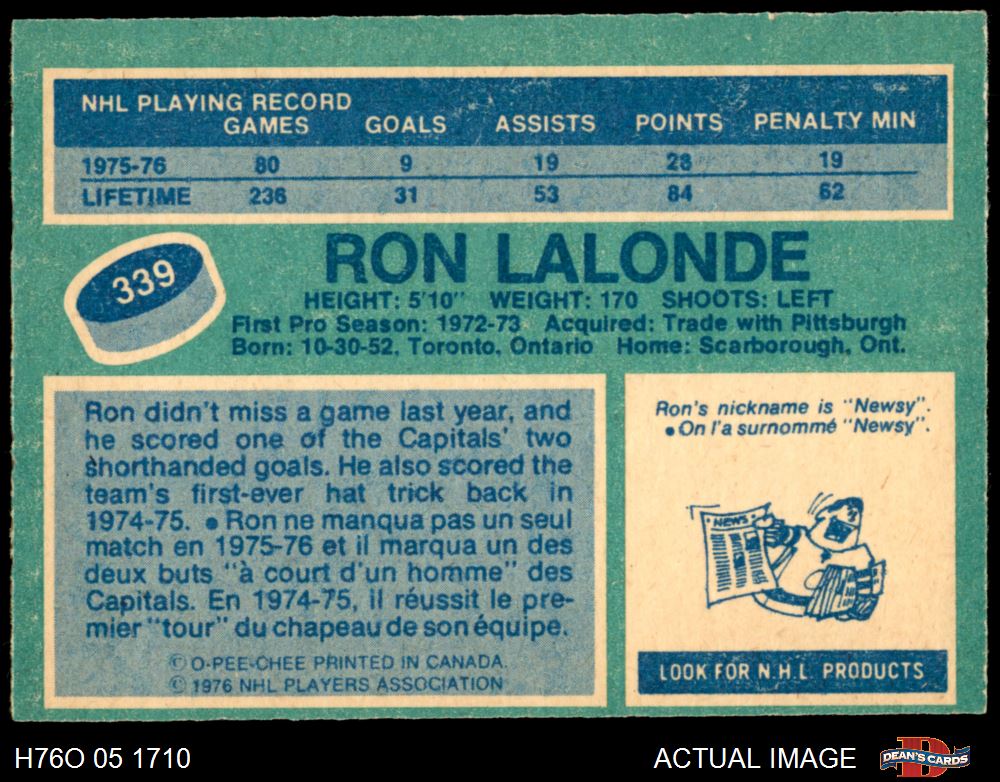 NHL PLAYING RECORD
GAMES GOALS ASSISTS POINTS PENALTY MIN
1975-76 80 9 19 28 19
LIFETIME 236 31 53 84 62
339
RON LALONDE
HEIGHT: 5'10" WEIGHT: 170 SHOOTS: LEFT
First Pro Season: 1972-73 Acquired: Trade with Pittsburgh
Born: 10-30-52, Toronto, Ontario Home: Scarborough, Ont.
Ron didn't miss a game last year, and
he scored one of the Capitals' two
shorthanded goals. He also scored the
team's first-ever hat trick back in
1974-75. • Ron ne manqua pas un seul
match en 1975-76 et il marqua un des
deux buts "à court d'un homme" des
Capitals. En 1974-75, il réussit le pre-
mier "tour" du chapeau de son équipe.
© O-PEE-CHEE PRINTED IN CANADA.
© 1976 NHL PLAYERS ASSOCIATION
Ron's nickname is "Newsy".
• On l'a surnommé "Newsy".
NEWS
LOOK FOR N.H.L. PRODUCTS
H76O 05 1710
ACTUAL IMAGE
DEAN'S CARDS